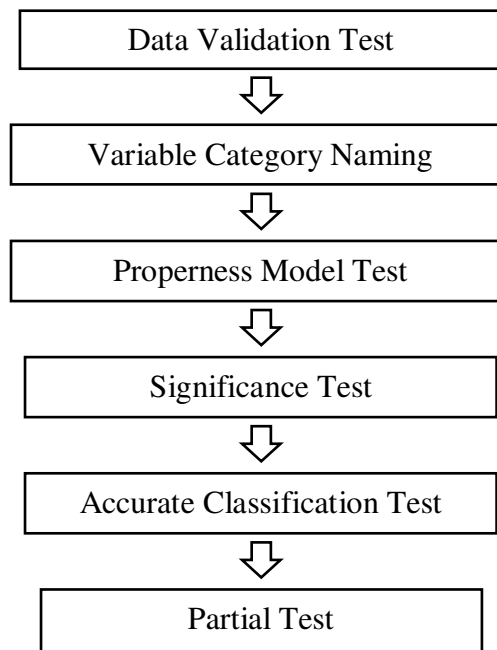 Data Validation Test
Variable Category Naming
Properness Model Test
Significance Test
Accurate Classification Test
Partial Test